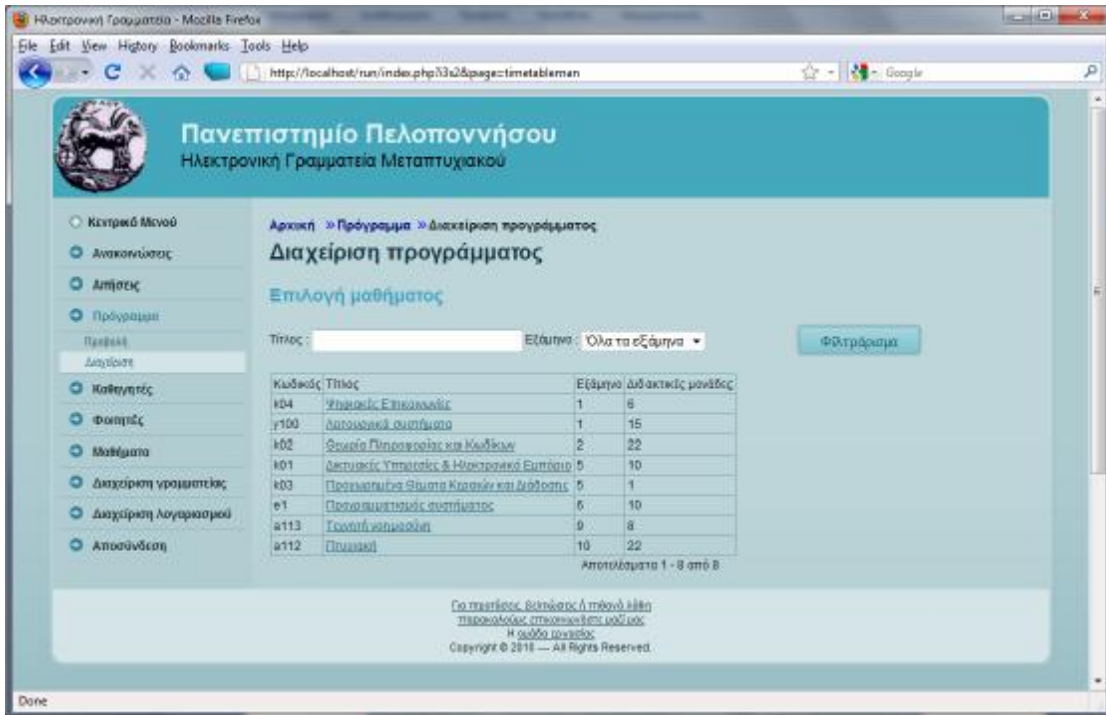 Ηλεκτρονική Γραμματεία - Mozilla Firefox
File Edit View History Bookmarks Tools Help
http://localhost/run/index.php?i3s2&page=timetableman
Google
Πανεπιστημίο Πελοποννήσου
Ηλεκτρονική Γραμματεία Μεταπτυχιακού
Κεντρικό Μενού
Ανακοινώσεις
Αιτήσεις
Πρόγραμμα
Προβολή
Διαχείριση
Καθηγητές
Φοιτητές
Μαθήματα
Διαχείριση γραμματείας
Διαχείριση λογαριασμού
Αποσύνδεση
Αρχική » Πρόγραμμα » Διαχείριση προγράμματος
Διαχείριση προγράμματος
Επιλογή μαθήματος
Τίτλος : Εξάμηνο : Όλα τα εξάμηνα Φιλτράρισμα
Κωδικός Τίτλος Εξάμηνο Διδακτικές μονάδες
k04 Ψηφιακές Επικοινωνίες 1 6
y100 Λειτουργικά συστήματα 1 15
k02 Θεωρία Πληροφορίας και Κωδίκων 2 22
k01 Δικτυακές Υπηρεσίες & Ηλεκτρονικό Εμπόριο 5 10
k03 Προχωρημένα Θέματα Κεραιών και Διάδοσης 5 1
e1 Προγραμματισμός συστήματος 6 10
a113 Τεχνητή νοημοσύνη 9 8
a112 Πτυχιακή 10 22
Αποτελέσματα 1 - 8 από 8
Για προτάσεις, βελτιώσεις ή πιθανά λάθη
παρακαλούμε επικοινωνήστε μαζί μας
Η ομάδα εργασίας
Copyright © 2010 — All Rights Reserved.
Done